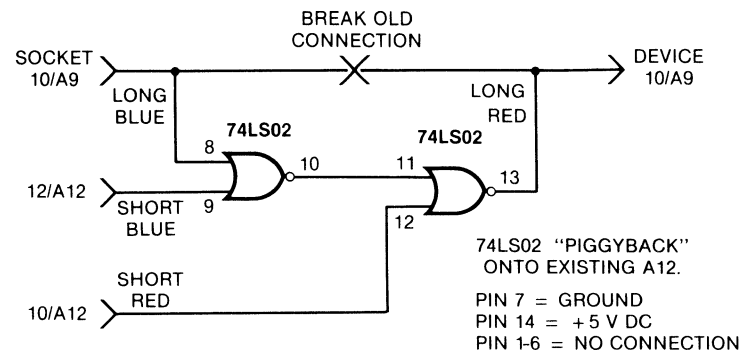 BREAK OLD
CONNECTION
SOCKET
10/A9
DEVICE
10/A9
LONG
BLUE
LONG
RED
74LS02
74LS02
8
10
11
13
12/A12
9
12
SHORT
BLUE
SHORT
RED
10/A12
74LS02 "PIGGYBACK"
ONTO EXISTING A12.
PIN 7 = GROUND
PIN 14 = +5 V DC
PIN 1-6 = NO CONNECTION